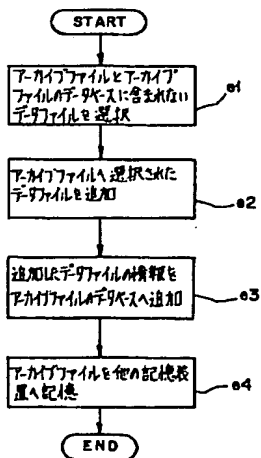 START
アーカイブファイルとアーカイブ
ファイルのデータベースに含まれない
データファイルを選択
e1
アーカイブファイルへ選択された
データファイルを追加
e2
追加したデータファイルの情報を
アーカイブファイルのデータベースへ追加
e3
アーカイブファイルを他の記憶装
置へ記憶
e4
END